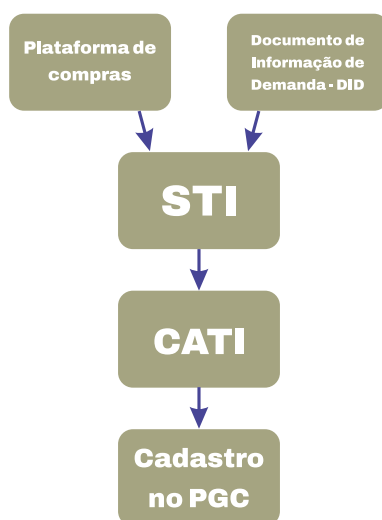 Plataforma de
compras
Documento de
Informação de
Demanda - DID
STI
CATI
Cadastro
no PGC